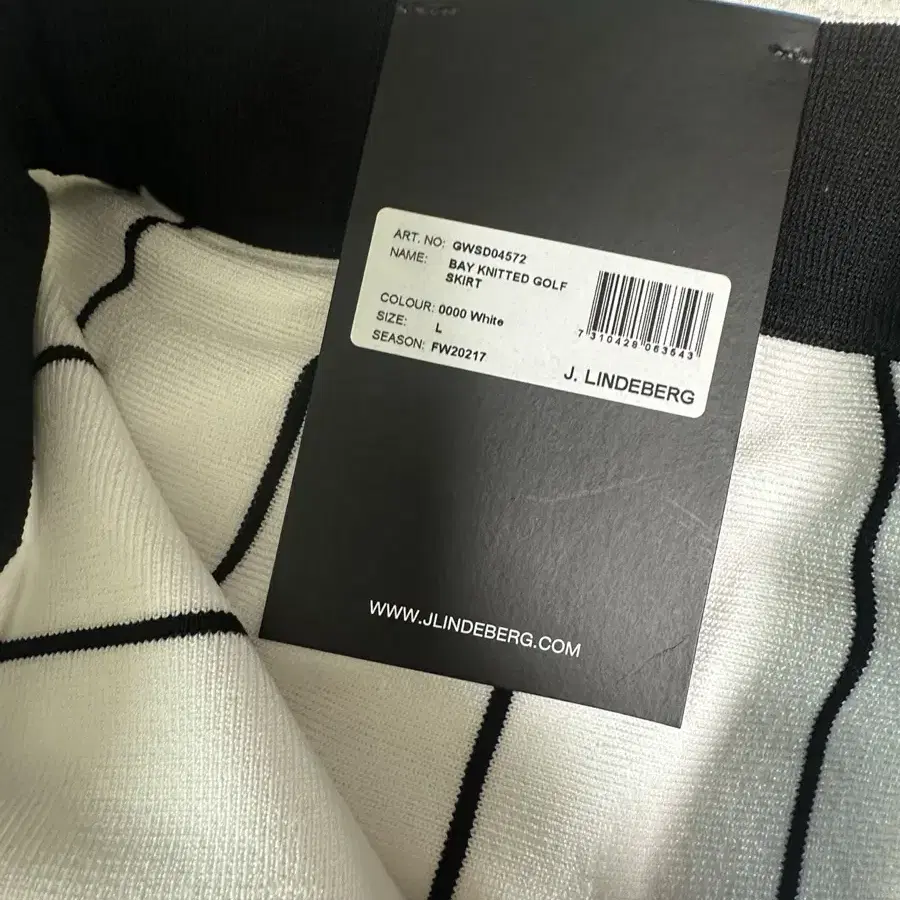 ART. NO: GWSD04572
NAME: BAY KNITTED GOLF
SKIRT
COLOUR: 0000 White
SIZE: L
SEASON: FW20217
7 310428 063643
J. LINDEBERG
WWW.JLINDEBERG.COM